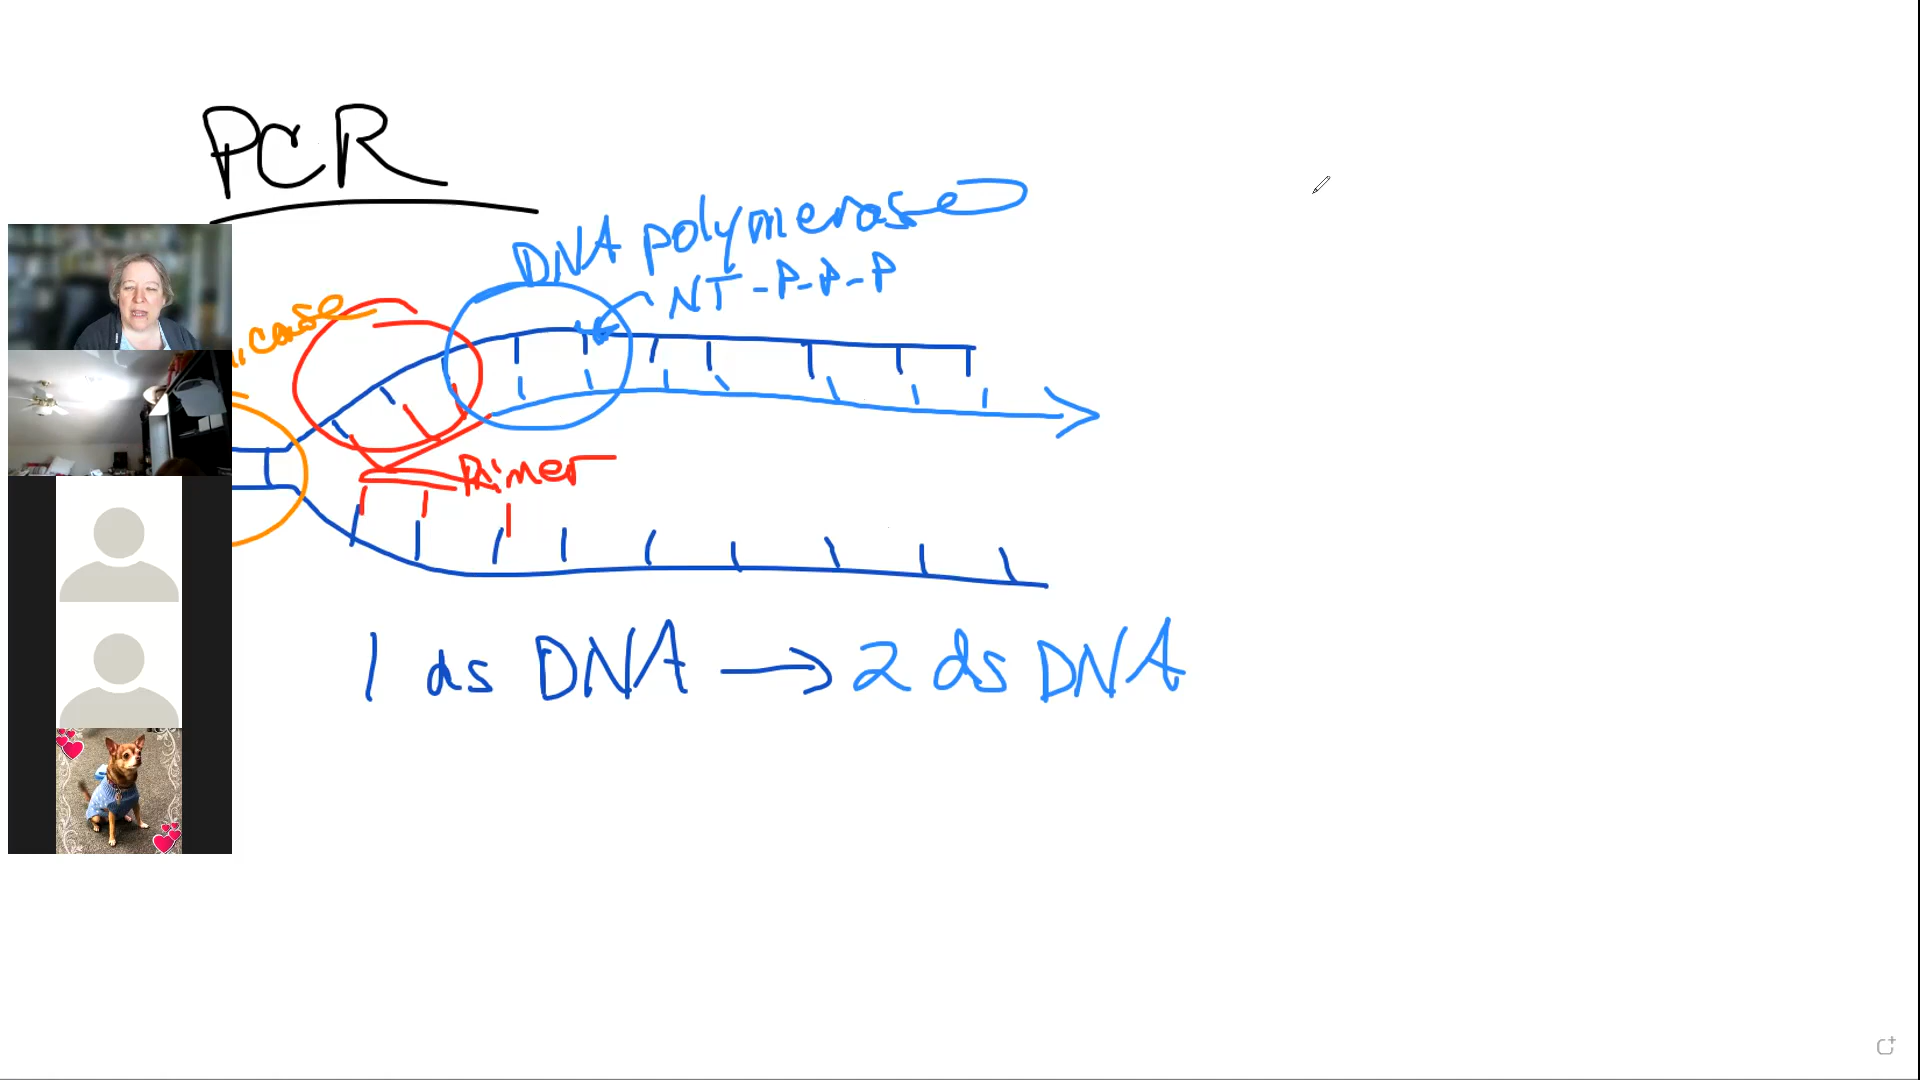 PCR
DNA polymerase
NT-P-P-P
Primer
1 ds DNA → 2 ds DNA